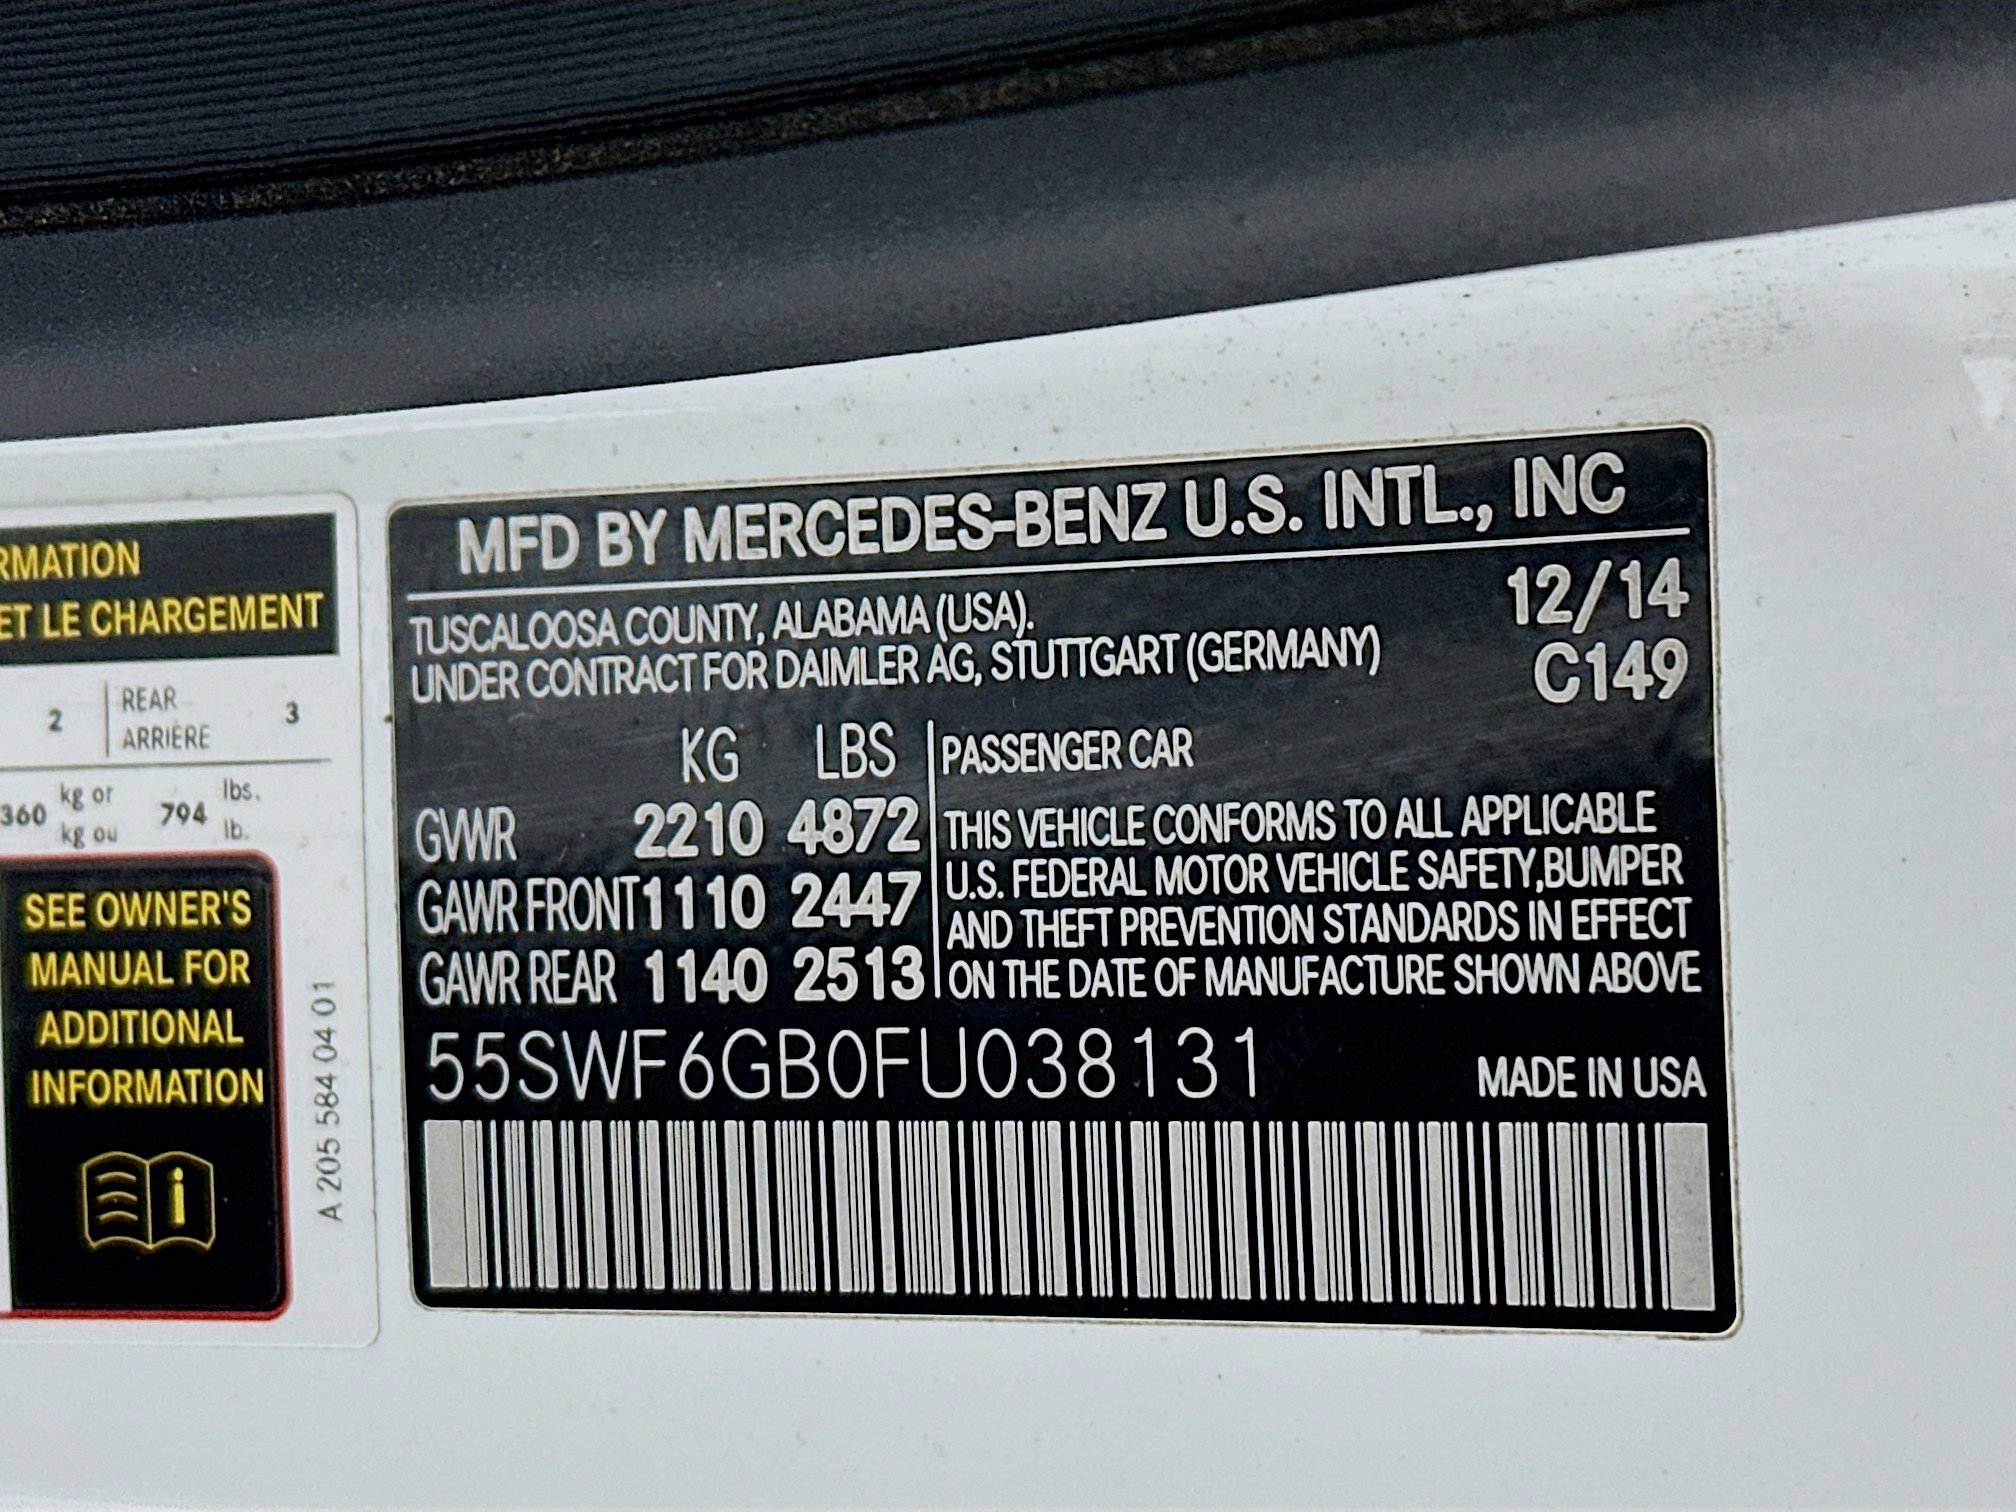 RMATION
ET LE CHARGEMENT
2 REAR 3
ARRIÈRE
360 kg or 794 lbs.
kg ou lb.
SEE OWNER'S
MANUAL FOR
ADDITIONAL
INFORMATION
A 205 584 04 01
MFD BY MERCEDES-BENZ U.S. INTL., INC
12/14
TUSCALOOSA COUNTY, ALABAMA (USA).
UNDER CONTRACT FOR DAIMLER AG, STUTTGART (GERMANY)
C149
KG LBS
GVWR 2210 4872
GAWR FRONT 1110 2447
GAWR REAR 1140 2513
PASSENGER CAR
THIS VEHICLE CONFORMS TO ALL APPLICABLE
U.S. FEDERAL MOTOR VEHICLE SAFETY,BUMPER
AND THEFT PREVENTION STANDARDS IN EFFECT
ON THE DATE OF MANUFACTURE SHOWN ABOVE
55SWF6GB0FU038131
MADE IN USA